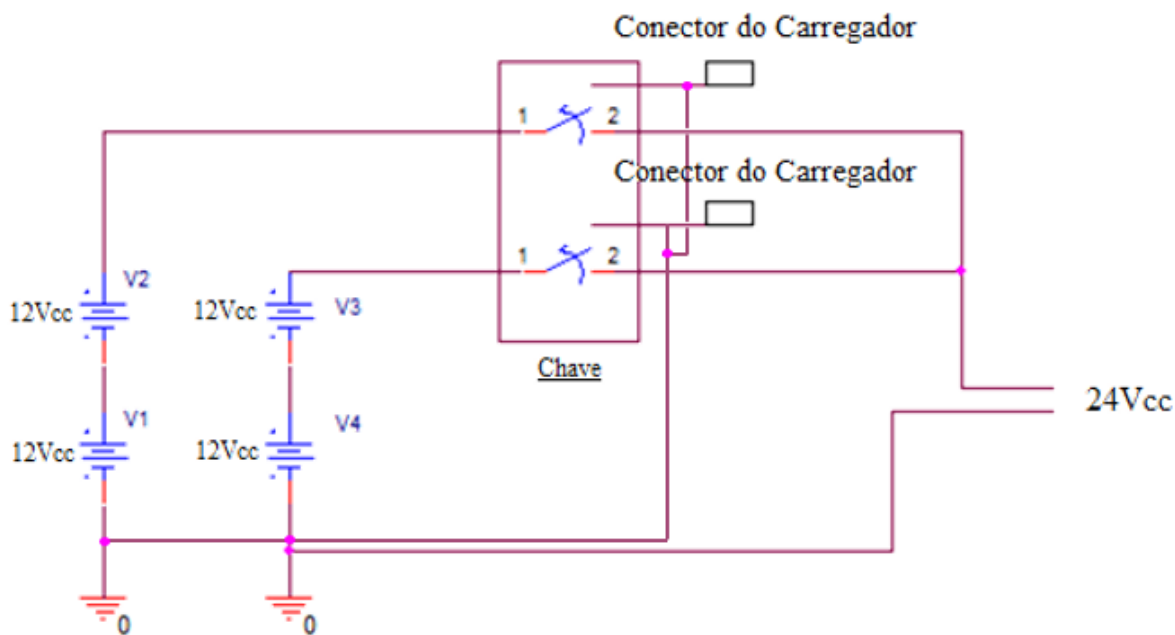 Conector do Carregador
1 2
Conector do Carregador
1 2
V2
12Vcc
12Vcc V3
Chave
24Vcc
V1 V4
12Vcc 12Vcc
0 0